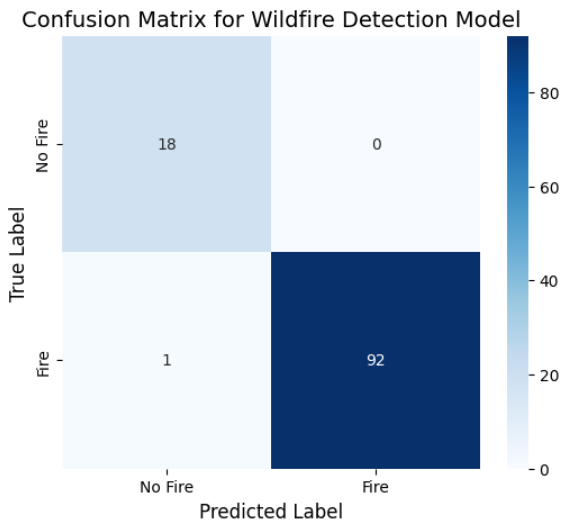 Confusion Matrix for Wildfire Detection Model
True Label
No Fire
18
0
Fire
1
92
No Fire
Fire
Predicted Label
80
60
40
20
0